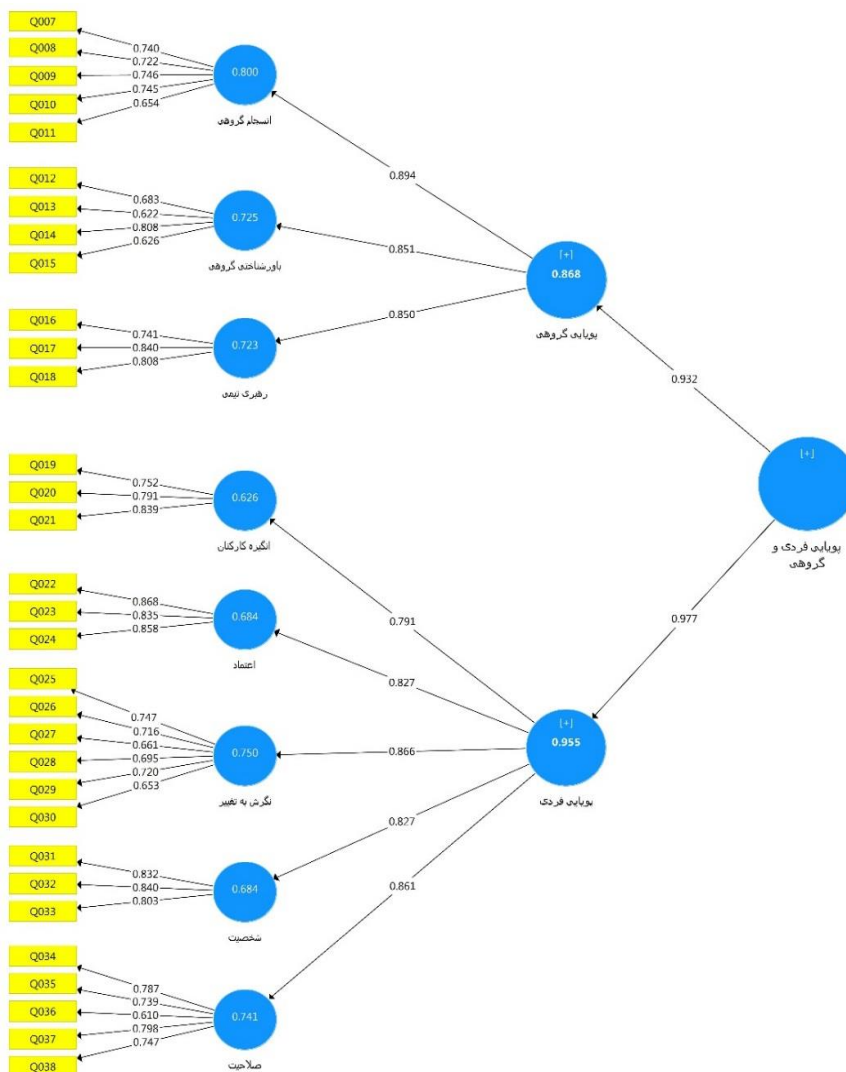 Q007
Q008
Q009
Q010
Q011
0.740
0.722
0.746
0.745
0.654
0.800
انسجام گروهی
0.894
Q012
Q013
Q014
Q015
0.683
0.622
0.808
0.626
0.725
باورشناختی گروهی
0.851
Q016
Q017
Q018
0.741
0.840
0.808
0.723
رهبری تیمی
0.850
[+]
0.868
پویایی گروهی
0.932
Q019
Q020
Q021
0.752
0.791
0.839
0.626
انگیزه کارکنان
0.791
[+]
پویایی فردی و
گروهی
0.977
Q022
Q023
Q024
0.868
0.835
0.858
0.684
اعتماد
0.827
Q025
Q026
Q027
Q028
Q029
Q030
0.747
0.716
0.661
0.695
0.720
0.653
0.750
نگرش به تغییر
0.866
[+]
0.955
پویایی فردی
Q031
Q032
Q033
0.832
0.840
0.803
0.684
شخصیت
0.827
Q034
Q035
Q036
Q037
Q038
0.787
0.739
0.610
0.798
0.747
0.741
صلاحیت
0.861